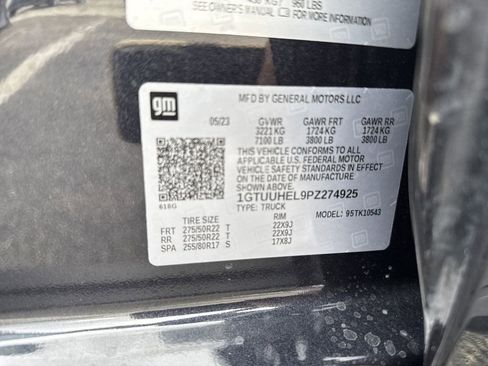 960 LBS
SEE OWNER'S MANUAL FOR MORE INFORMATION
gm
MFD BY GENERAL MOTORS LLC
05/23 GVWR GAWR FRT GAWR RR
3221 KG 1724 KG 1724 KG
7100 LB 3800 LB 3800 LB
THIS VEHICLE CONFORMS TO ALL
APPLICABLE U.S. FEDERAL MOTOR
VEHICLE SAFETY STANDARDS IN EFFECT
ON THE DATE OF MANUFACTURE SHOWN ABOVE.
618G
1GTUUHEL9PZ274925
TYPE: TRUCK MODEL: 95TK10543
TIRE SIZE RIM
FRT 275/50R22 T 22X9J
RR 275/50R22 T 22X9J
SPA 255/80R17 S 17X8J